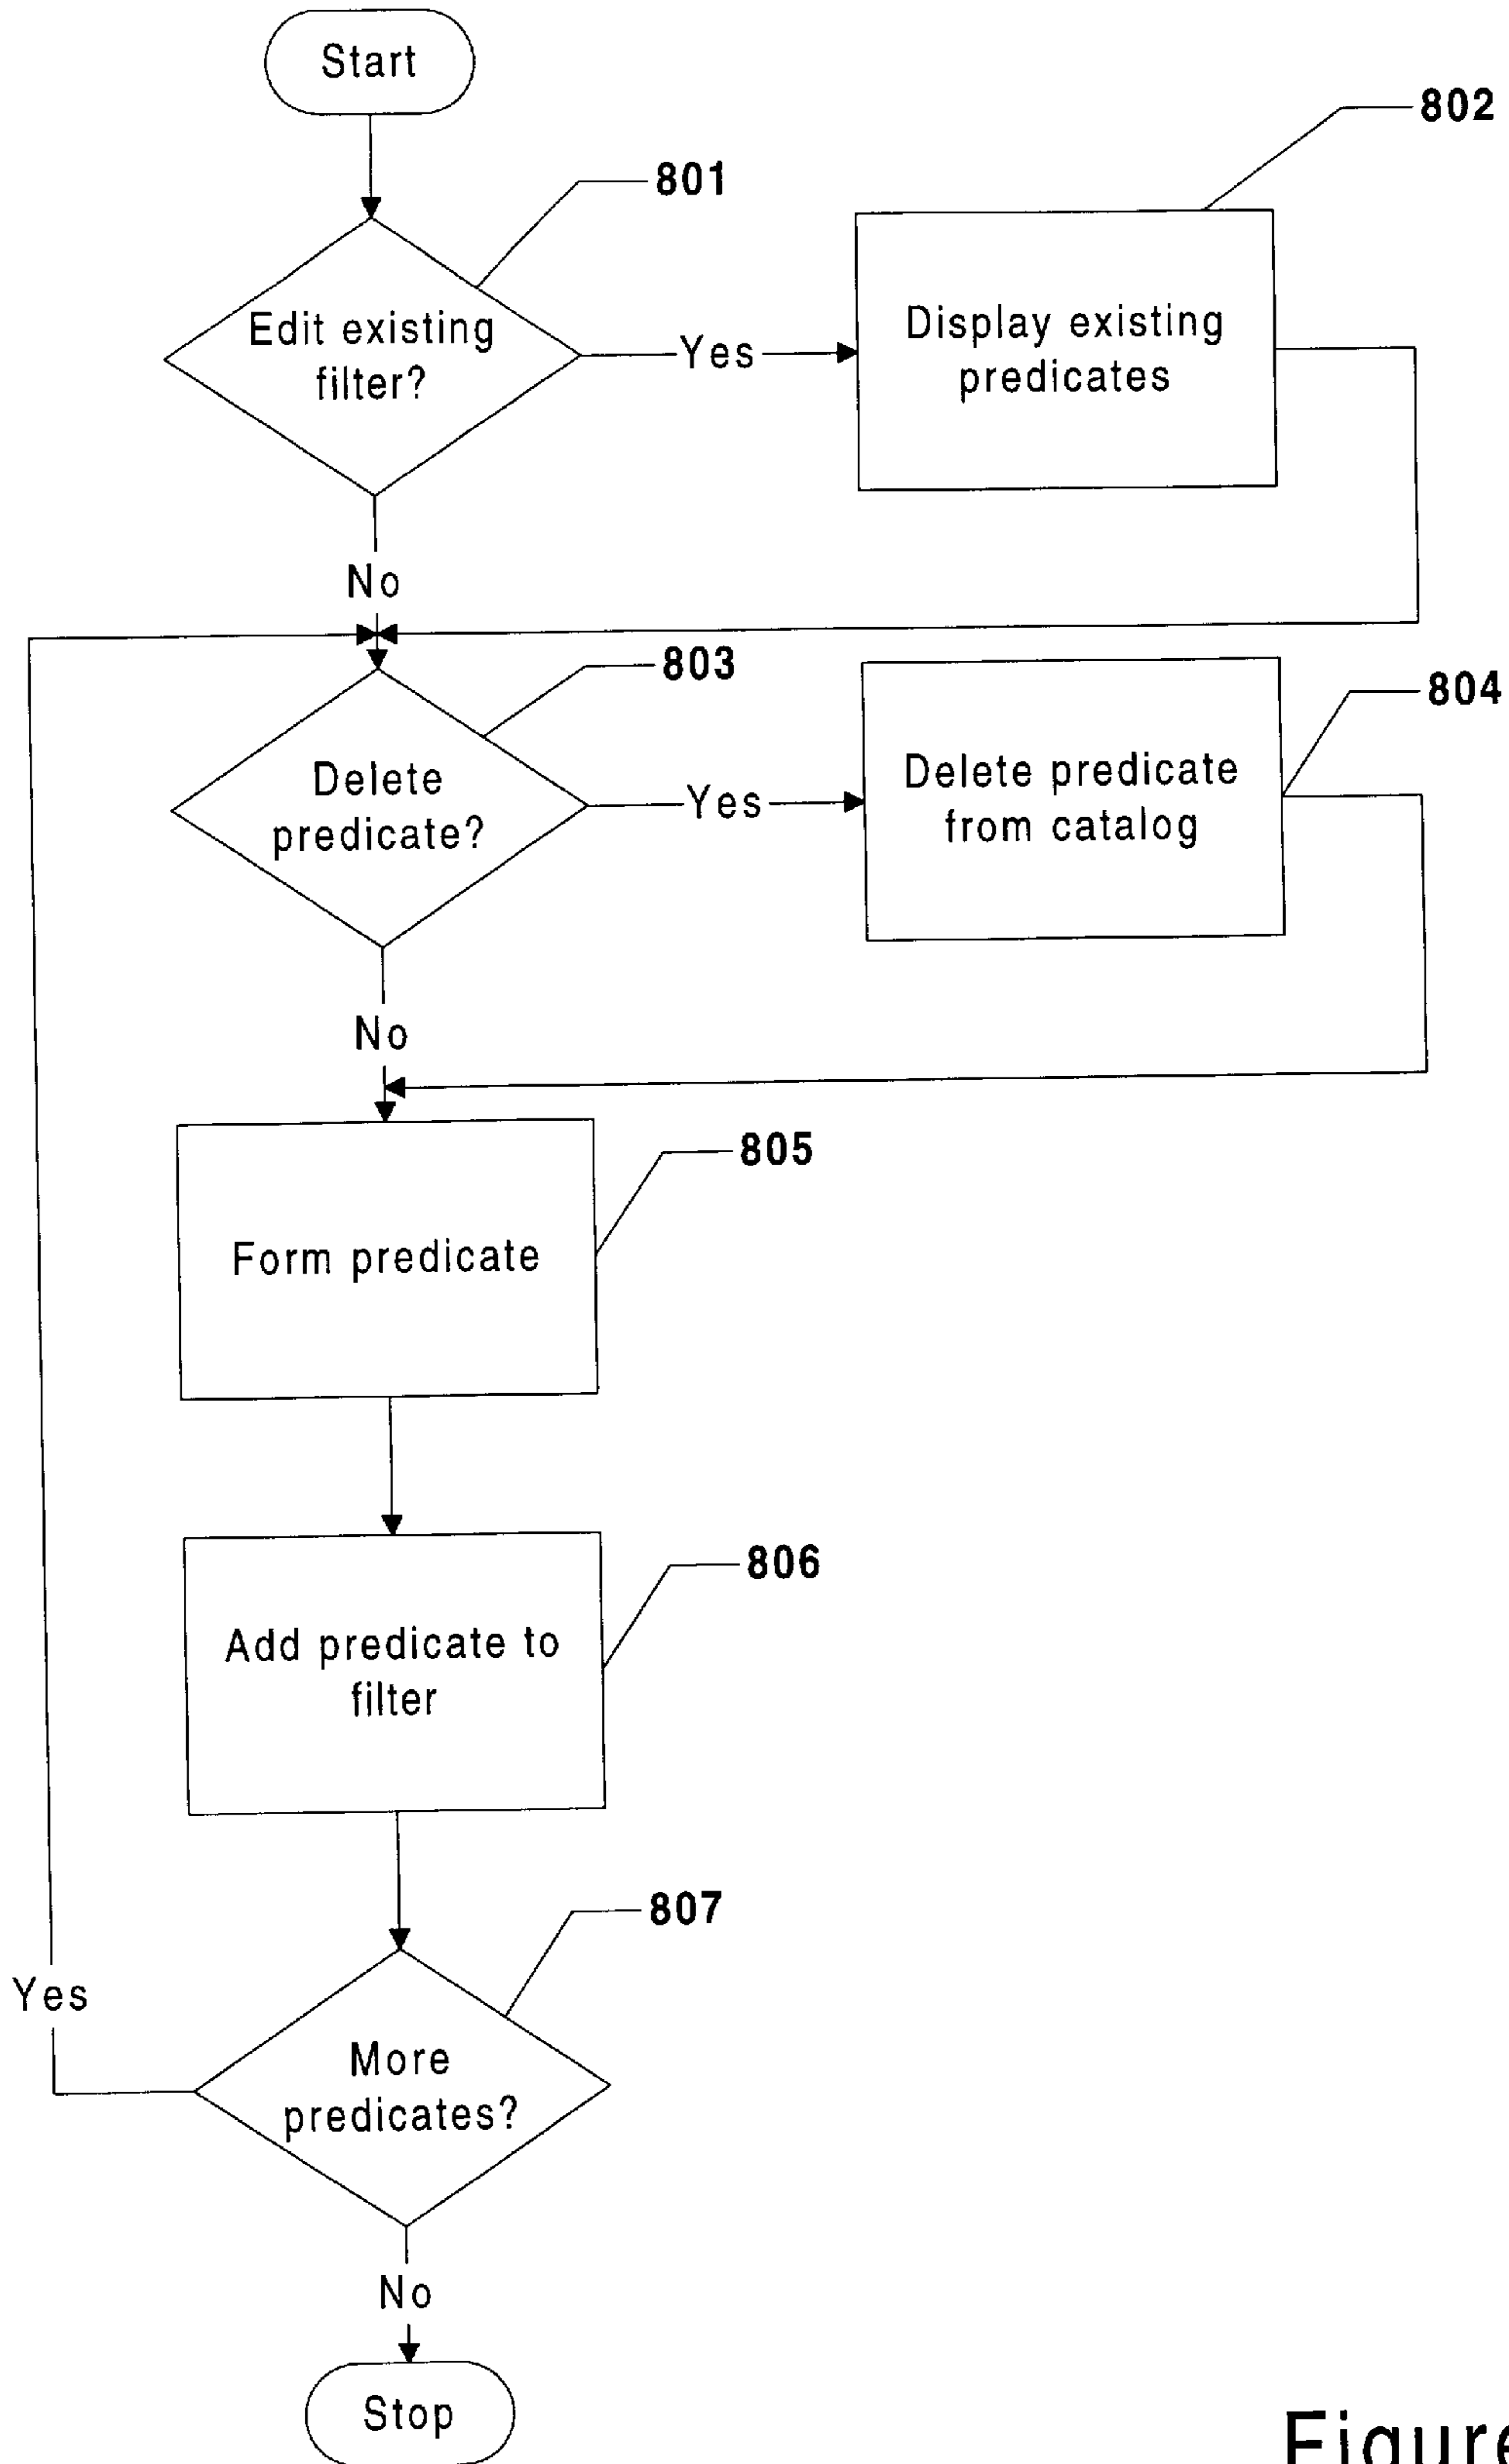 Start
801
802
Edit existing
filter?
Yes
Display existing
predicates
No
803
804
Delete
predicate?
Yes
Delete predicate
from catalog
No
805
Form predicate
806
Add predicate to
filter
807
Yes
More
predicates?
No
Stop
Figure